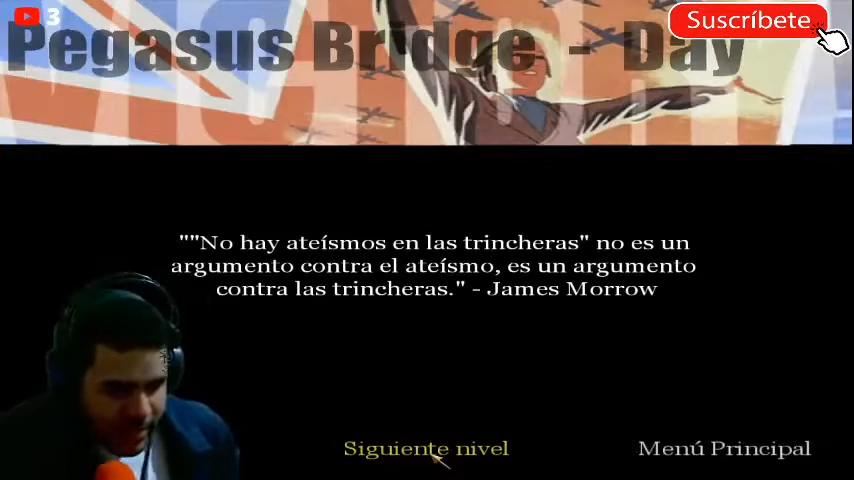 3
Suscríbete
Pegasus Bridge - Day
""No hay ateísmos en las trincheras" no es un
argumento contra el ateísmo, es un argumento
contra las trincheras." - James Morrow
Siguiente nivel
Menú Principal